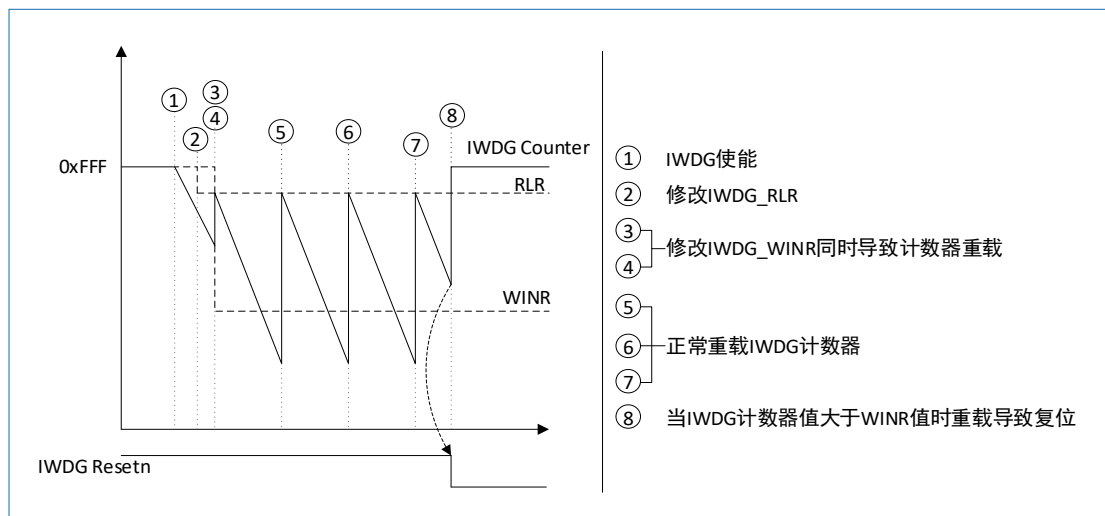 ①
②
③
④
⑤
⑥
⑦
⑧
IWDG Counter
0xFFF
RLR
WINR
IWDG Resetn
① IWDG使能
② 修改IWDG_RLR
③
④
修改IWDG_WINR同时导致计数器重载
⑤
⑥
⑦
正常重载IWDG计数器
⑧ 当IWDG计数器值大于WINR值时重载导致复位